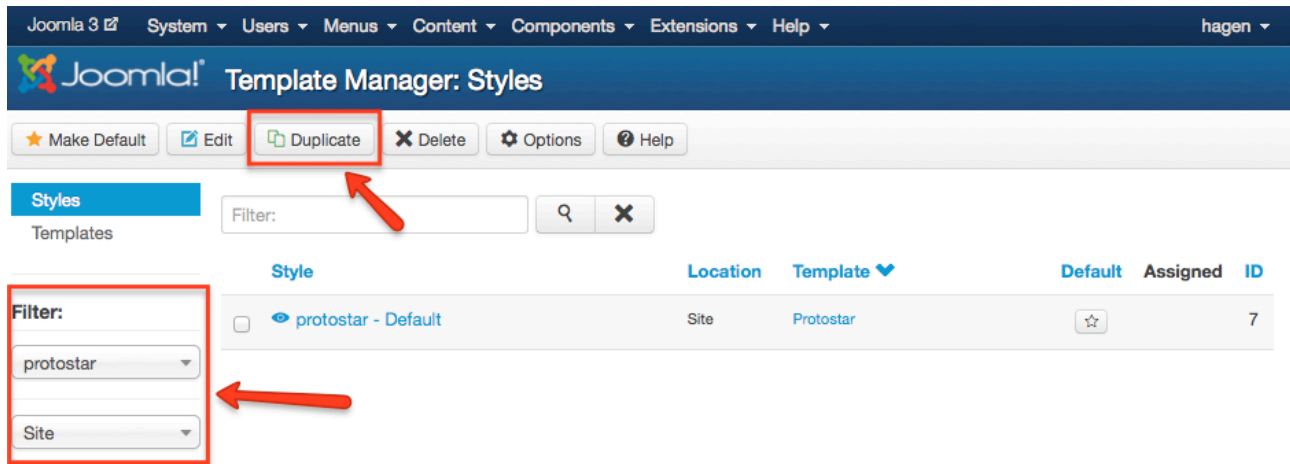 Joomla 3 System Users Menus Content Components Extensions Help hagen
Joomla!® Template Manager: Styles
Make Default Edit Duplicate Delete Options Help
Styles
Templates
Filter:
Style Location Template Default Assigned ID
protostar - Default Site Protostar 7
Filter:
protostar
Site